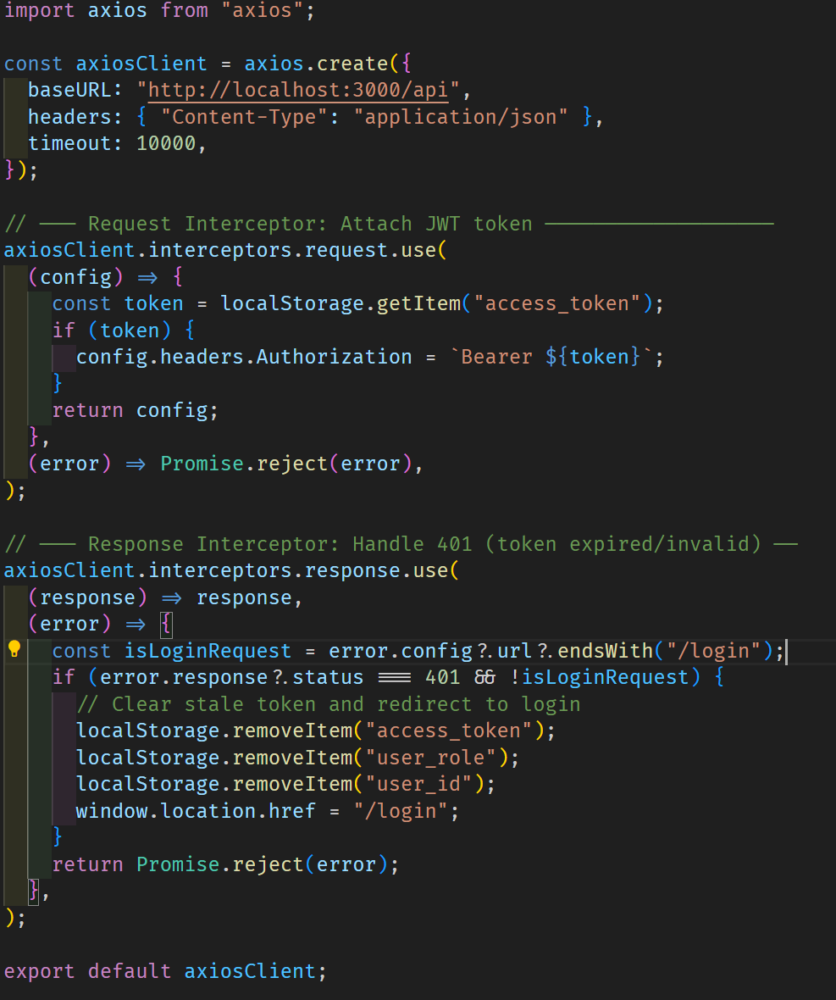 import axios from "axios";

const axiosClient = axios.create({
  baseURL: "http://localhost:3000/api",
  headers: { "Content-Type": "application/json" },
  timeout: 10000,
});

// ─── Request Interceptor: Attach JWT token ───────────────────
axiosClient.interceptors.request.use(
  (config) => {
    const token = localStorage.getItem("access_token");
    if (token) {
      config.headers.Authorization = `Bearer ${token}`;
    }
    return config;
  },
  (error) => Promise.reject(error),
);

// ─── Response Interceptor: Handle 401 (token expired/invalid) ──
axiosClient.interceptors.response.use(
  (response) => response,
  (error) => {
    const isLoginRequest = error.config?.url?.endsWith("/login");
    if (error.response?.status === 401 && !isLoginRequest) {
      // Clear stale token and redirect to login
      localStorage.removeItem("access_token");
      localStorage.removeItem("user_role");
      localStorage.removeItem("user_id");
      window.location.href = "/login";
    }
    return Promise.reject(error);
  },
);

export default axiosClient;